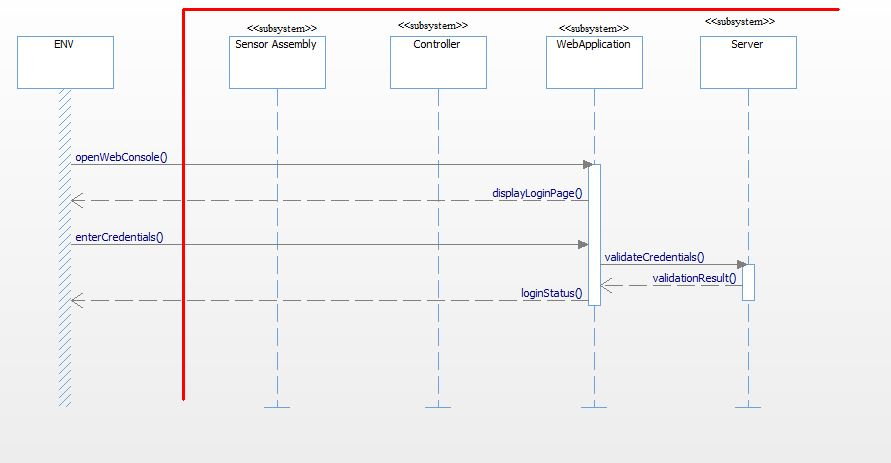 <<subsystem>> <<subsystem>> <<subsystem>> <<subsystem>>
ENV Sensor Assembly Controller WebApplication Server
openWebConsole()
displayLoginPage()
enterCredentials()
validateCredentials()
validationResult()
loginStatus()